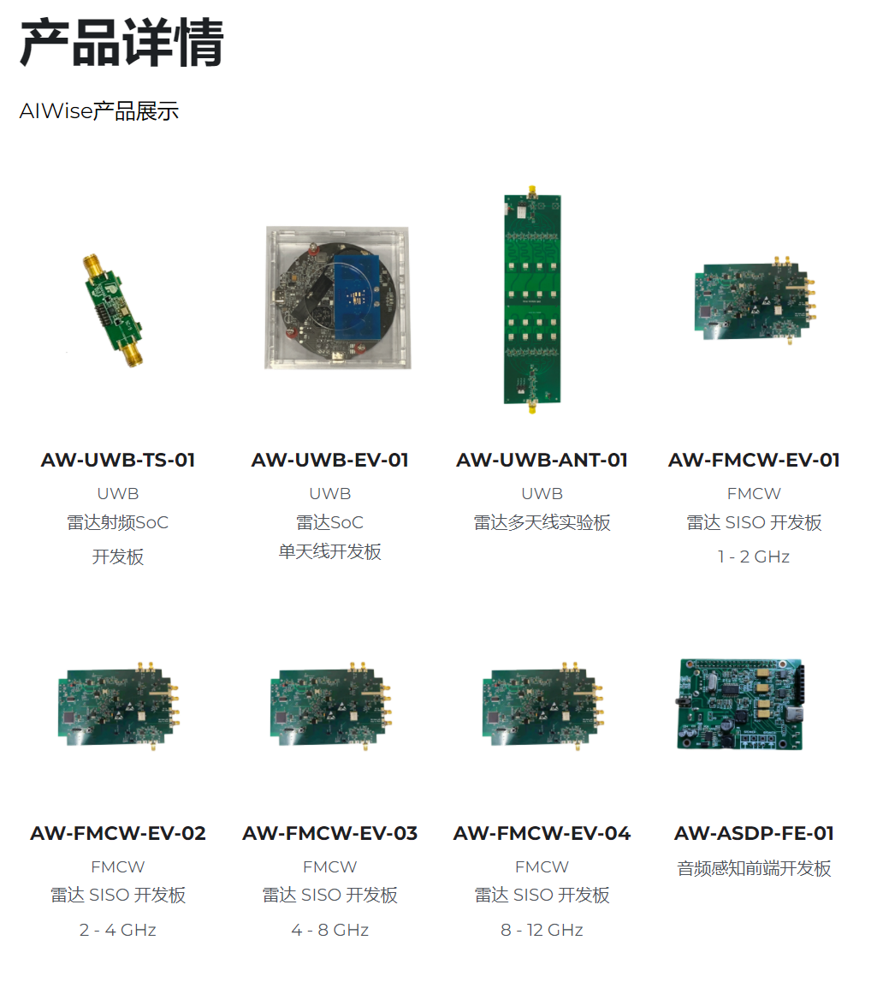 产品详情
AIWise产品展示
AW-UWB-TS-01
UWB
雷达射频SoC
开发板
AW-UWB-EV-01
UWB
雷达SoC
单天线开发板
AW-UWB-ANT-01
UWB
雷达多天线实验板
AW-FMCW-EV-01
FMCW
雷达 SISO 开发板
1 - 2 GHz
AW-FMCW-EV-02
FMCW
雷达 SISO 开发板
2 - 4 GHz
AW-FMCW-EV-03
FMCW
雷达 SISO 开发板
4 - 8 GHz
AW-FMCW-EV-04
FMCW
雷达 SISO 开发板
8 - 12 GHz
AW-ASDP-FE-01
音频感知前端开发板